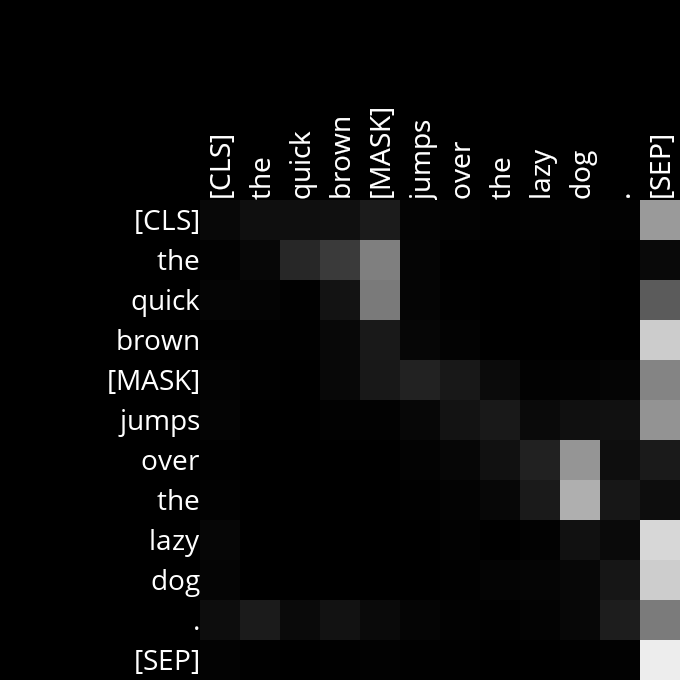 [CLS] the quick brown [MASK] jumps over the lazy dog . [SEP]
[CLS]
the
quick
brown
[MASK]
jumps
over
the
lazy
dog
.
[SEP]